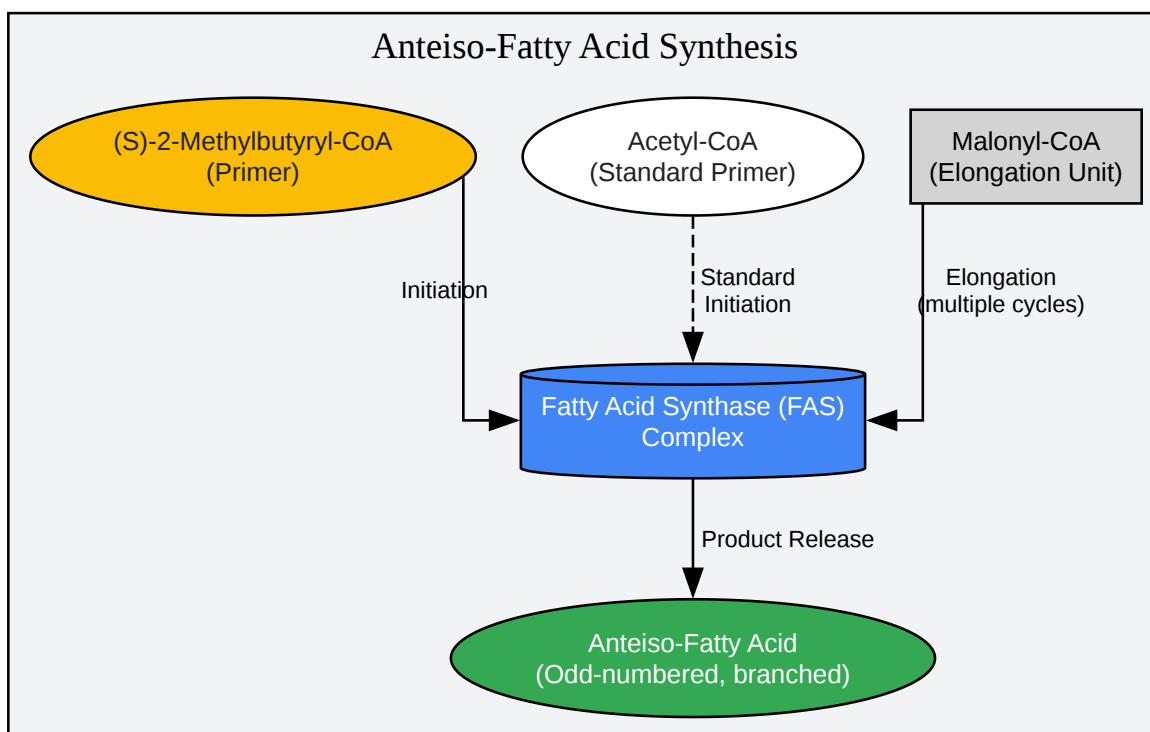 Anteiso-Fatty Acid Synthesis
(S)-2-Methylbutyryl-CoA
(Primer)
Acetyl-CoA
(Standard Primer)
Malonyl-CoA
(Elongation Unit)
Initiation
Standard
Initiation
Elongation
(multiple cycles)
Fatty Acid Synthase (FAS)
Complex
Product Release
Anteiso-Fatty Acid
(Odd-numbered, branched)